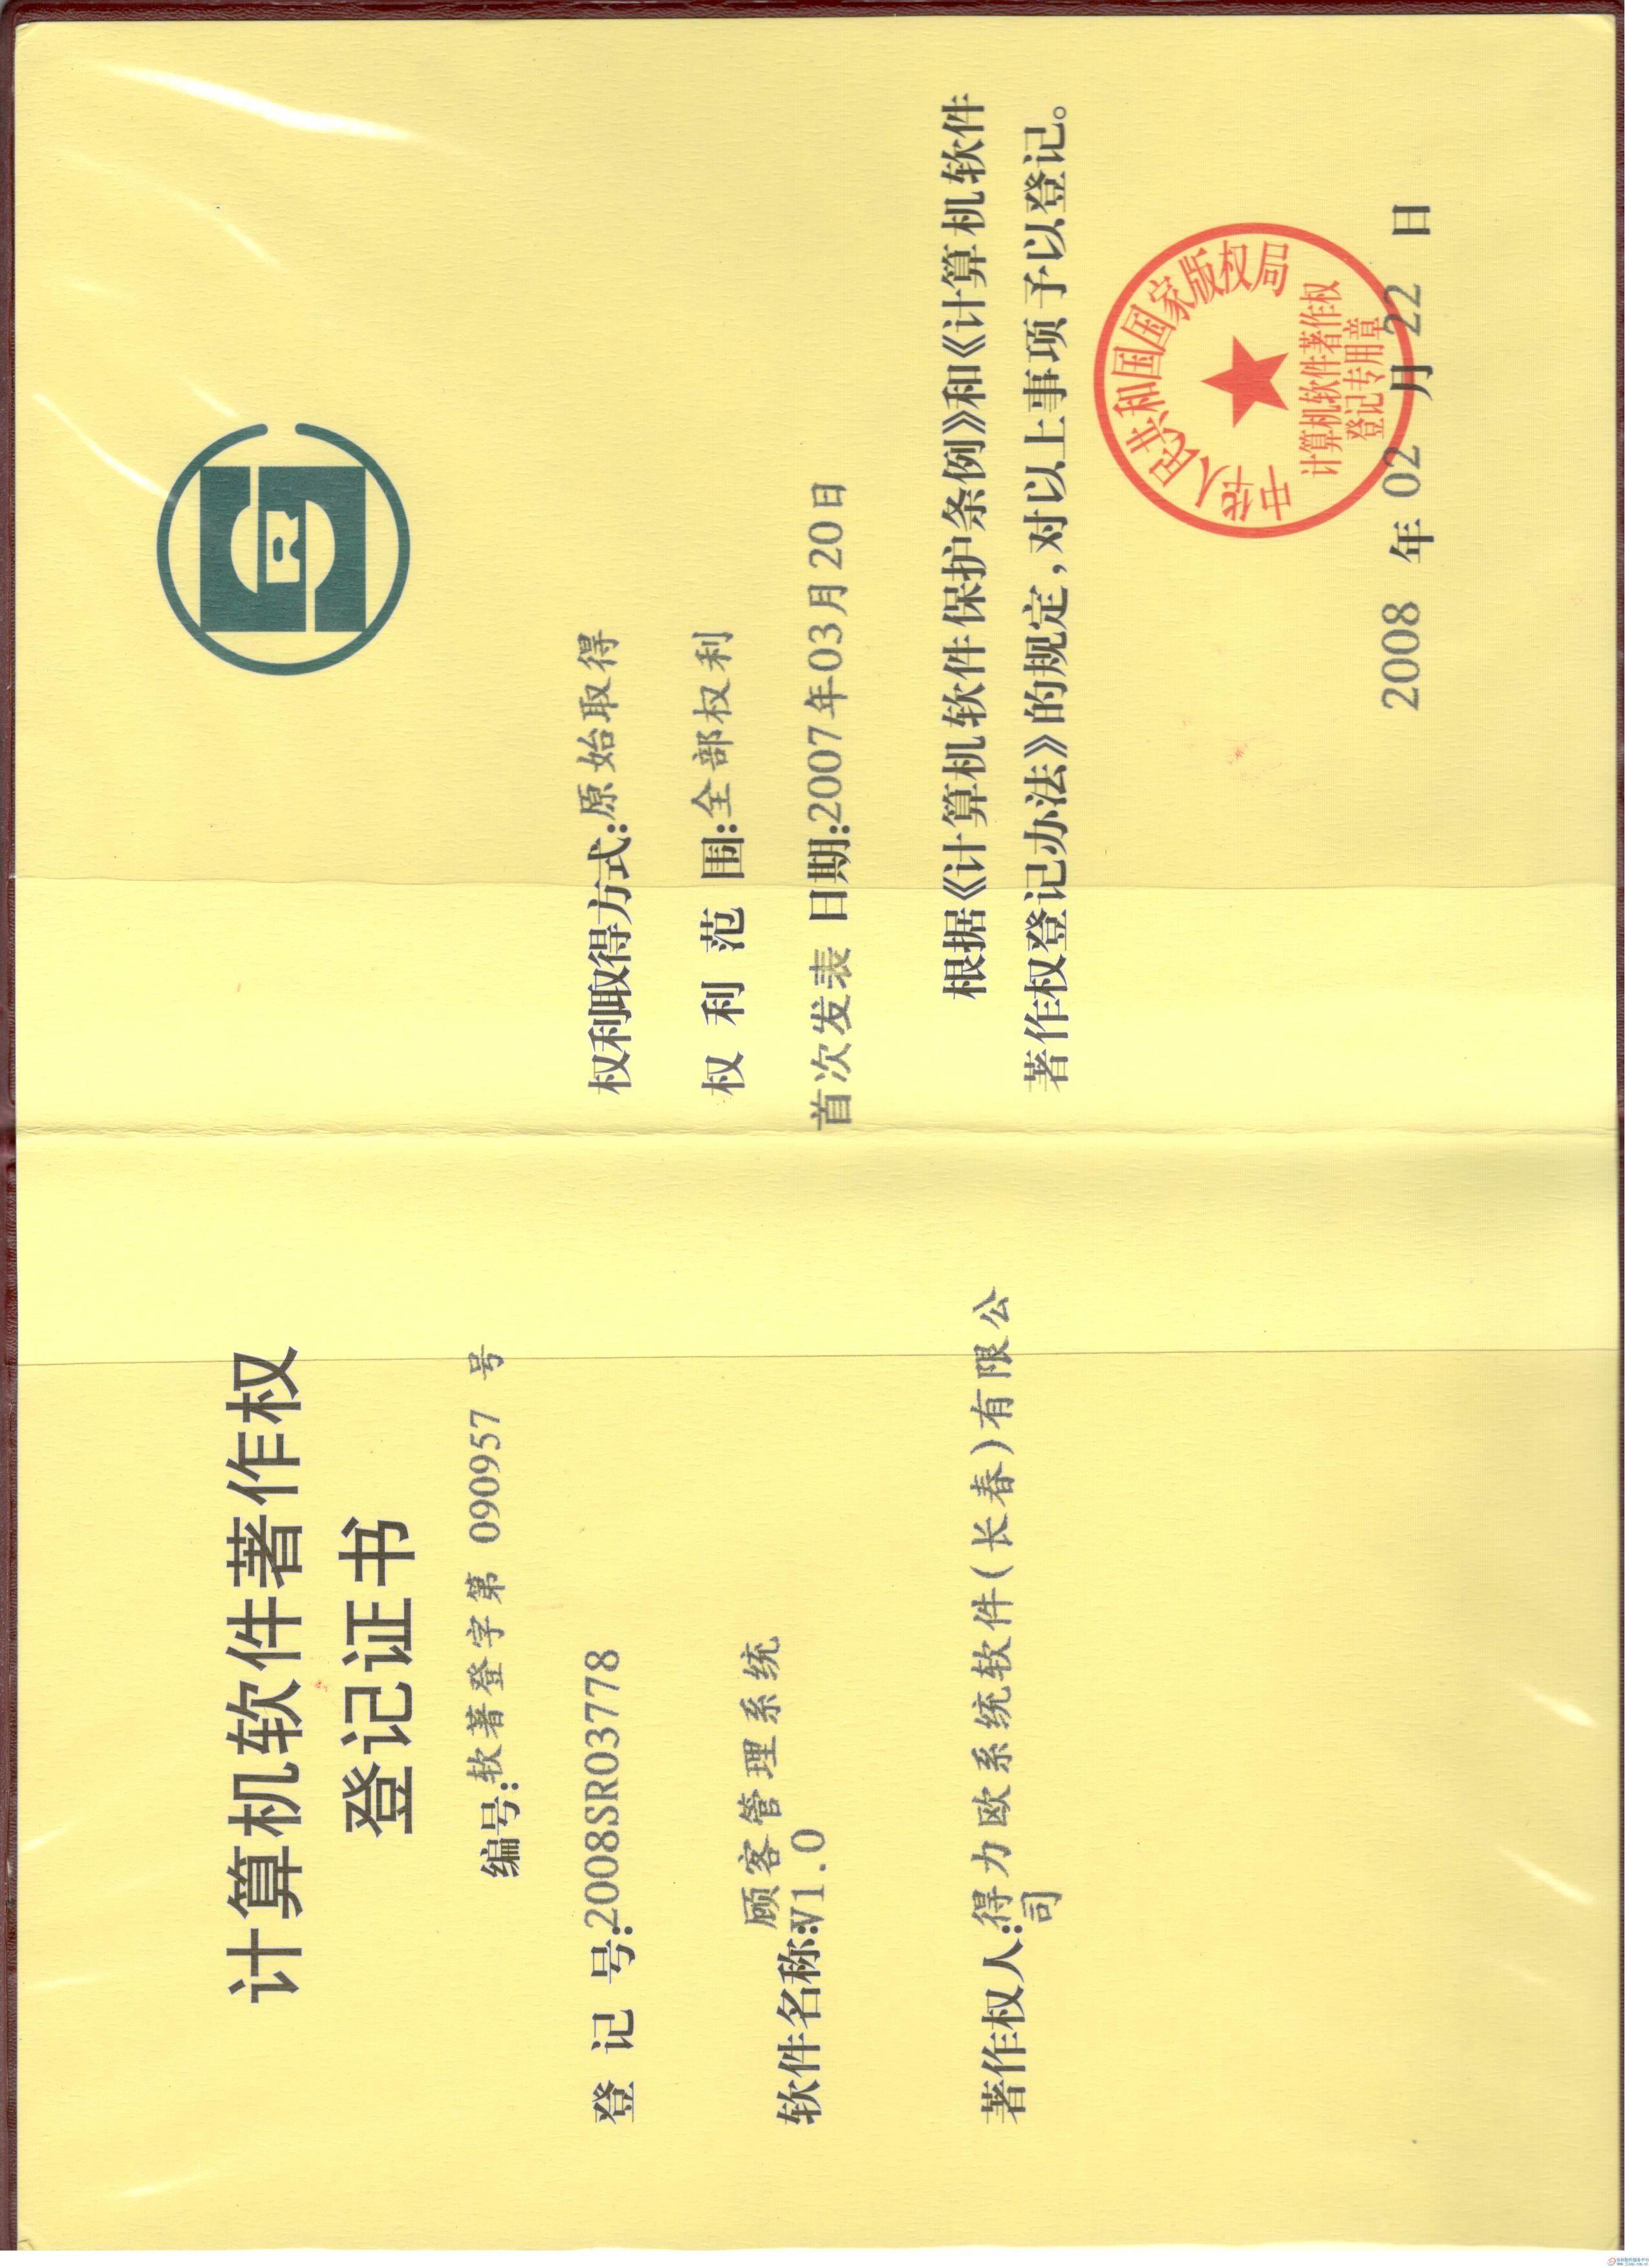 计算机软件著作权
登记证书
编号:软著登字第 090957 号
登 记 号:2008SR03778
顾客管理系统
软件名称:V1.0
著作权人:得力欧系统软件(长春)有限公
司
R
权利取得方式:原始取得
权 利 范 围:全部权利
首次发表 日期:2007年03月20日
根据《计算机软件保护条例》和《计算机软件
著作权登记办法》的规定,对以上事项予以登记。
中华人民共和国国家版权局
计算机软件著作权
登记专用章
2008 年 02 月 22 日